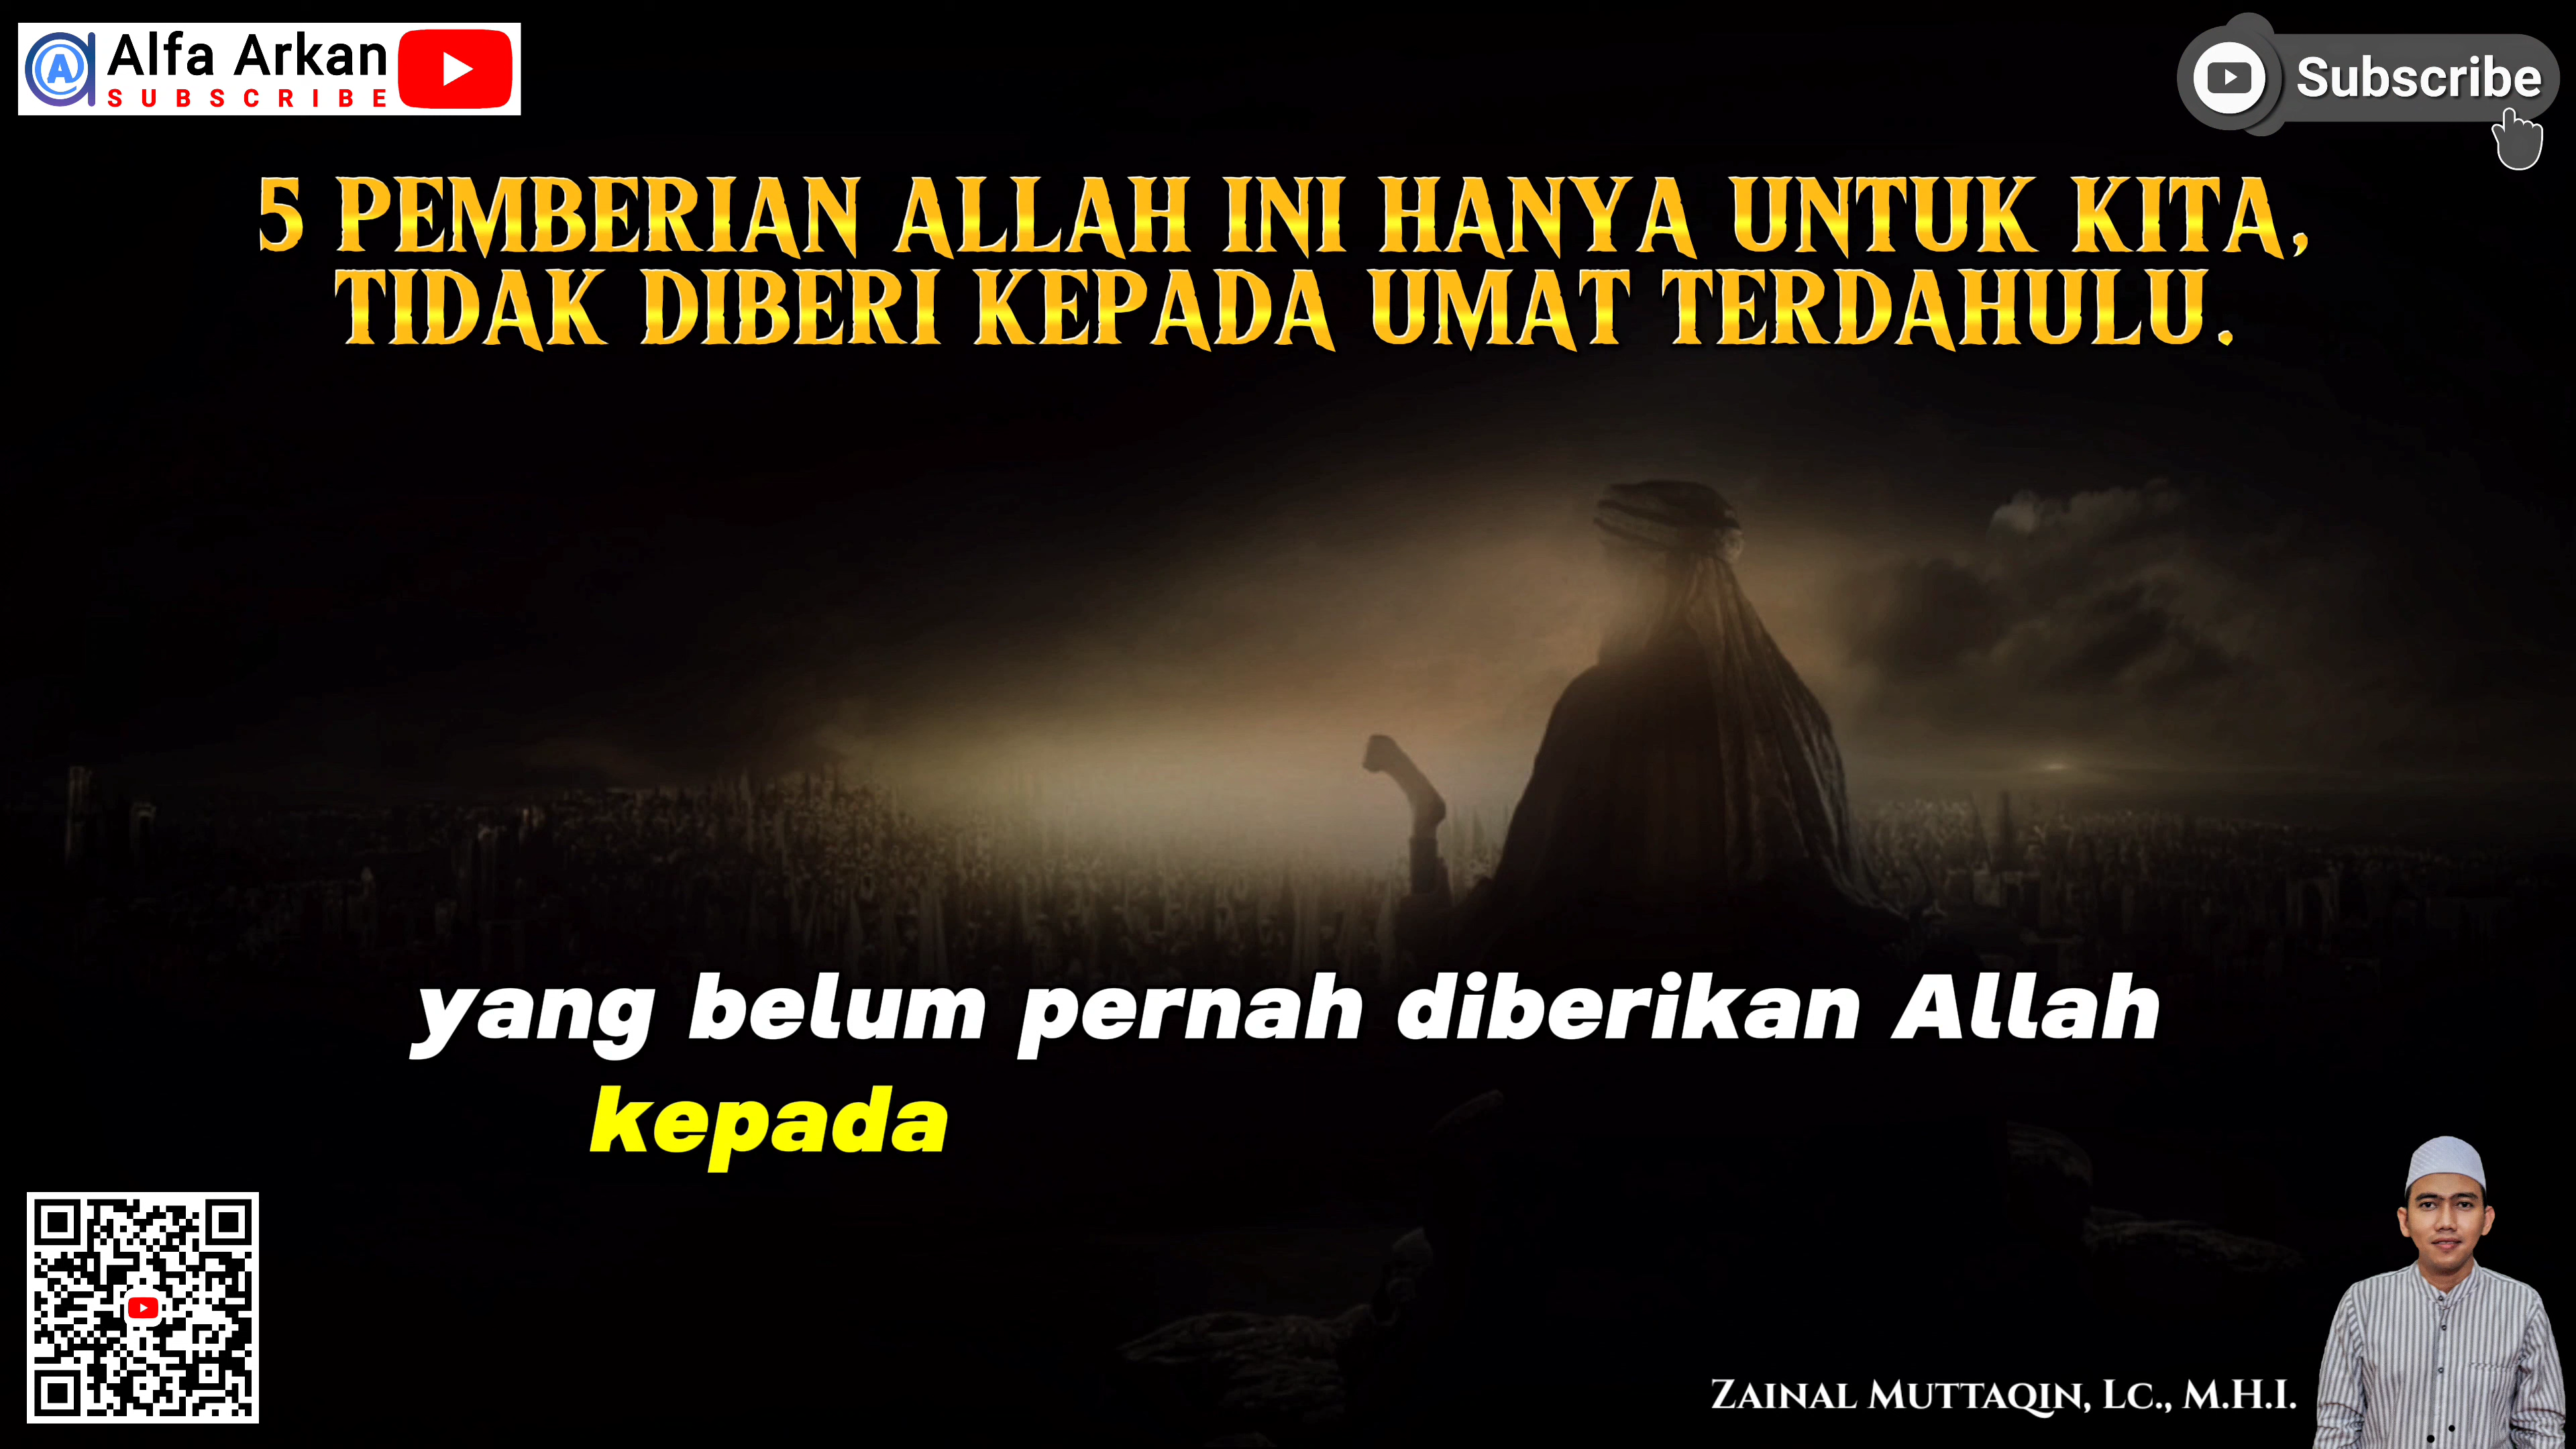 Alfa Arkan
SUBSCRIBE
Subscribe
5 PEMBERIAN ALLAH INI HANYA UNTUK KITA,
TIDAK DIBERI KEPADA UMAT TERDAHULU.
yang belum pernah diberikan Allah
kepada
ZAINAL MUTTAQIN, LC., M.H.I.